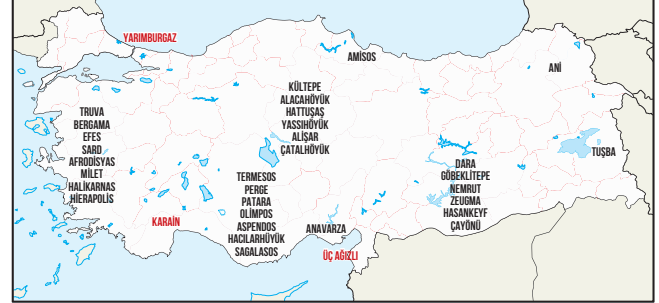 YARIMBURGAZ
AMİSOS
ANİ
KÜLTEPE
ALACAHÖYÜK
HATTUŞAŞ
YASSIHÖYÜK
ALİŞAR
ÇATALHÖYÜK
TRUVA
BERGAMA
EFES
SARD
AFRODİSYAS
MİLET
HALİKARNAS
HİERAPOLİS
TUŞBA
DARA
GÖBEKLİTEPE
NEMRUT
ZEUGMA
HASANKEYF
ÇAYÖNÜ
TERMESOS
PERGE
PATARA
OLİMPOS
ASPENDOS
HACILARHÜYÜK
SAGALASOS
KARAİN
ANAVARZA
ÜÇ AĞIZLI